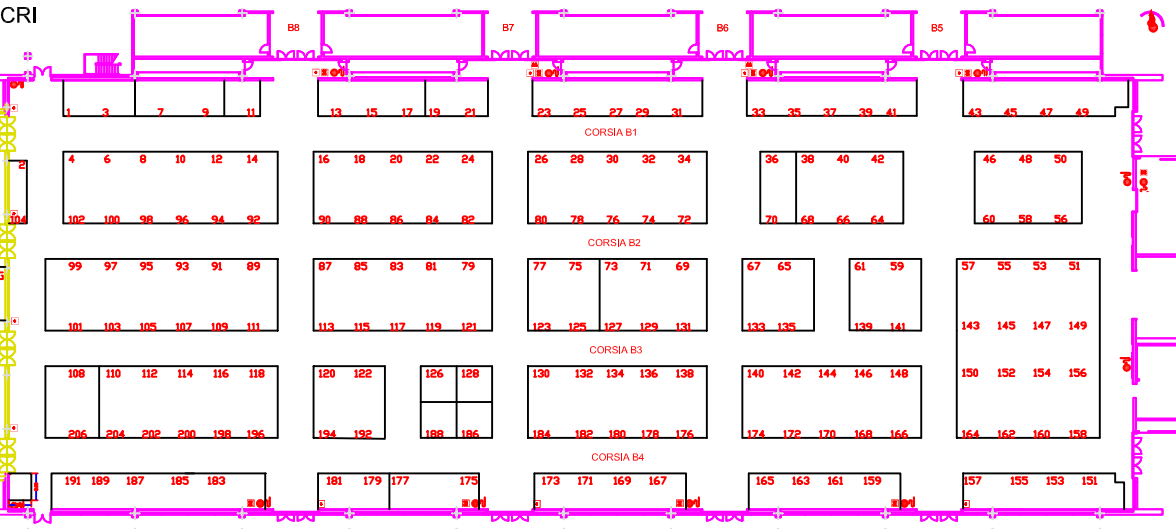 CRI
B8 B7 B6 B5
1 3 7 9 11 13 15 17 19 21 23 25 27 29 31 33 35 37 39 41 43 45 47 49
CORSIA B1
2 4 6 8 10 12 14 16 18 20 22 24 26 28 30 32 34 36 38 40 42 46 48 50
104 102 100 98 96 94 92 90 88 86 84 82 80 78 76 74 72 70 68 66 64 60 58 56
CORSIA B2
99 97 95 93 91 89 87 85 83 81 79 77 75 73 71 69 67 65 61 59 57 55 53 51
101 103 105 107 109 111 113 115 117 119 121 123 125 127 129 131 133 135 139 141 143 145 147 149
CORSIA B3
108 110 112 114 116 118 120 122 126 128 130 132 134 136 138 140 142 144 146 148 150 152 154 156
206 204 202 200 198 196 194 192 188 186 184 182 180 178 176 174 172 170 168 166 164 162 160 158
CORSIA B4
191 189 187 185 183 181 179 177 175 173 171 169 167 165 163 161 159 157 155 153 151